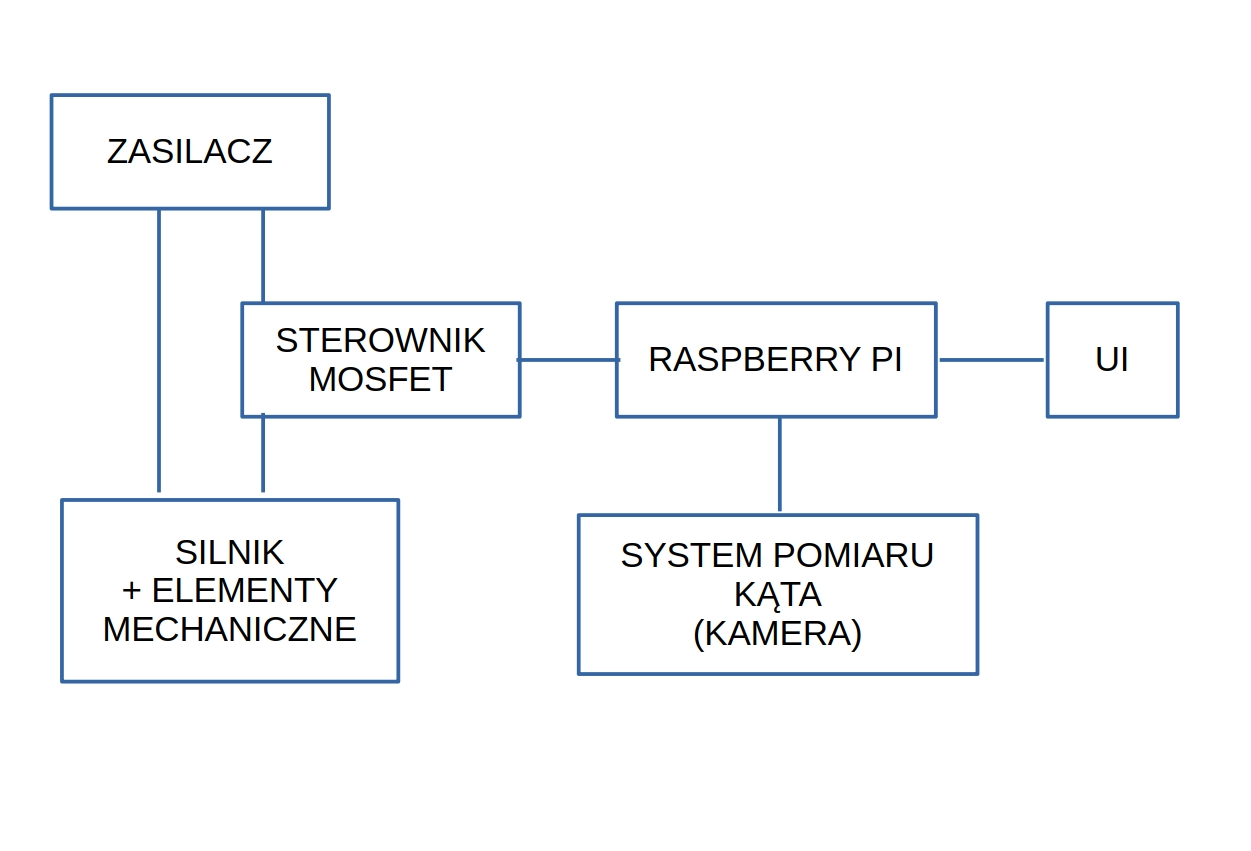 ZASILACZ
STEROWNIK
MOSFET
RASPBERRY PI
UI
SILNIK
+ ELEMENTY
MECHANICZNE
SYSTEM POMIARU
KĄTA
(KAMERA)